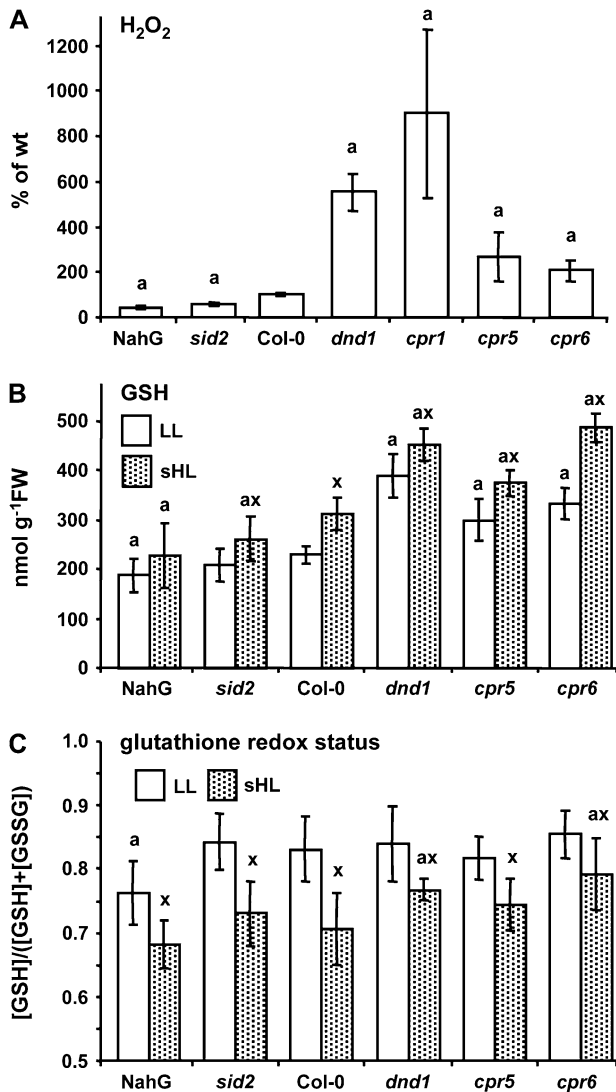 A
H2O2
% of wt
1200
1000
800
600
400
200
0
a
a
a
a
a
a
NahG sid2 Col-0 dnd1 cpr1 cpr5 cpr6
B
GSH
LL
sHL
nmol g-1FW
500
400
300
200
100
0
a a ax x a ax a ax a ax
NahG sid2 Col-0 dnd1 cpr5 cpr6
C
glutathione redox status
LL sHL
[GSH]/([GSH]+[GSSG])
1.0
0.9
0.8
0.7
0.6
0.5
a x x x ax x ax
NahG sid2 Col-0 dnd1 cpr5 cpr6